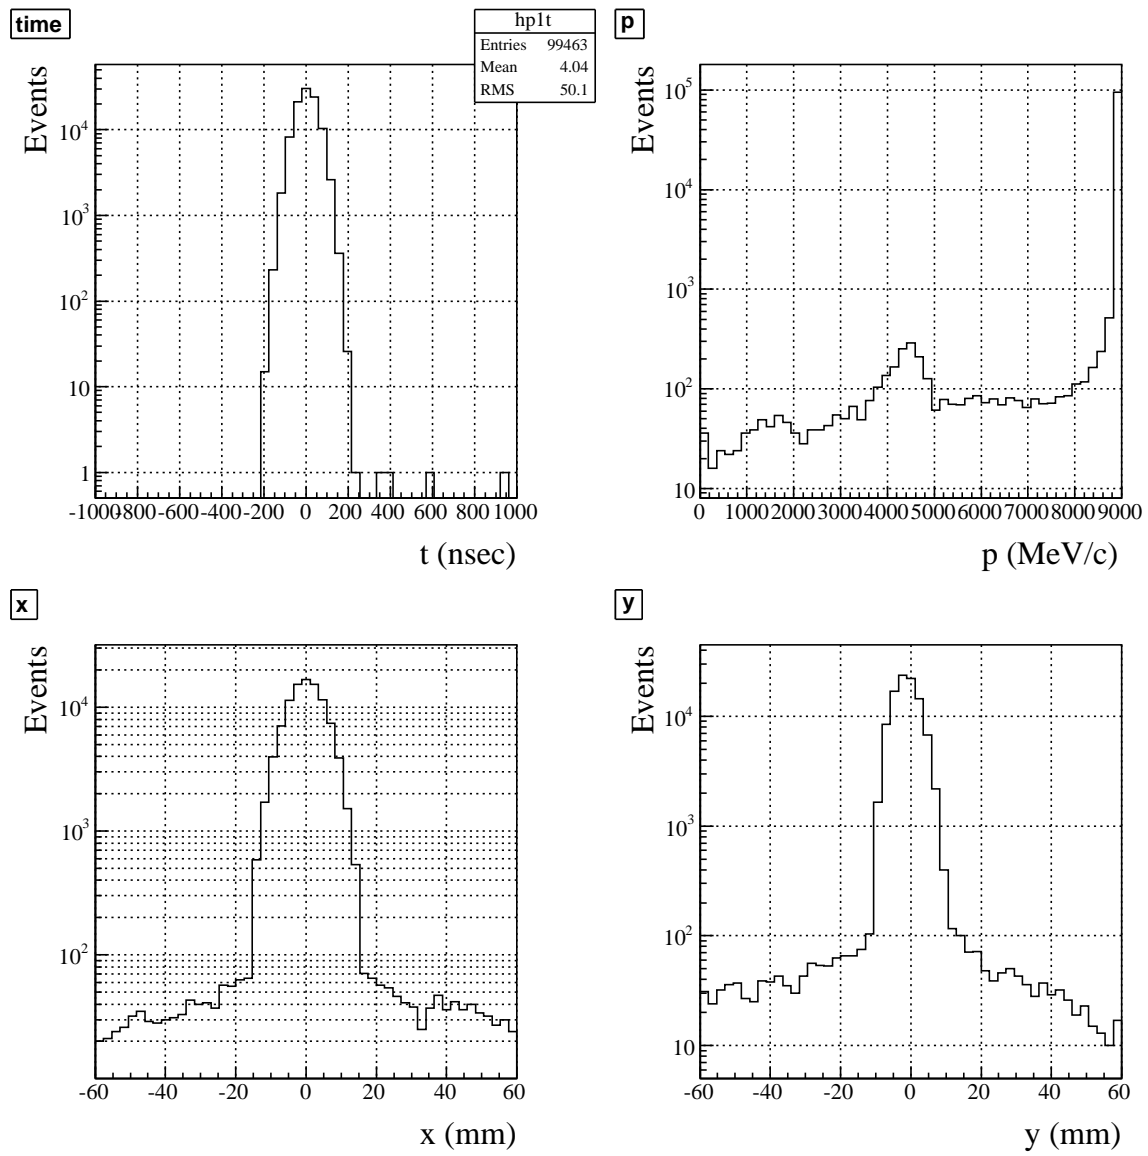 time
hp1t
Entries 99463
Mean 4.04
RMS 50.1
Events
10^4
10^3
10^2
10
1
-1000 -800 -600 -400 -200 0 200 400 600 800 1000
t (nsec)
p
Events
10^5
10^4
10^3
10^2
10
0 1000 2000 3000 4000 5000 6000 7000 8000 9000
p (MeV/c)
x
Events
10^4
10^3
10^2
-60 -40 -20 0 20 40 60
x (mm)
y
Events
10^4
10^3
10^2
10
-60 -40 -20 0 20 40 60
y (mm)